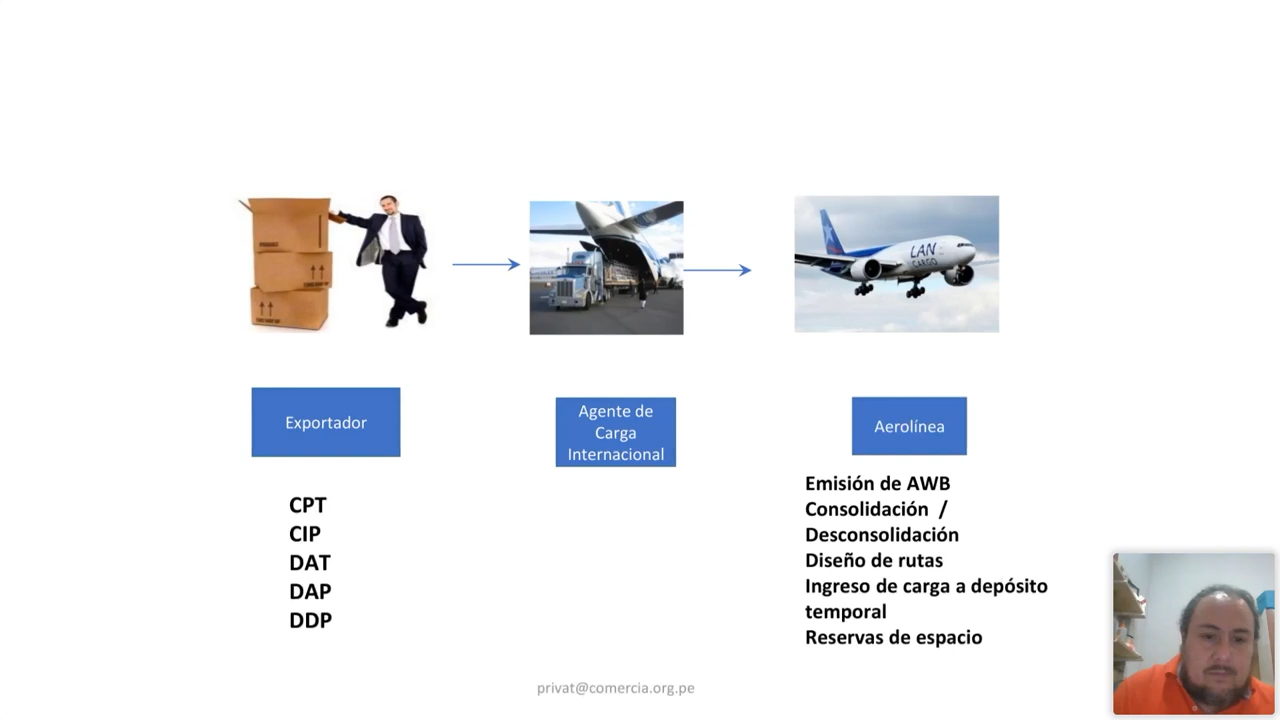 LAN
CARGO
Exportador
Agente de
Carga
Internacional
Aerolínea
CPT
CIP
DAT
DAP
DDP
Emisión de AWB
Consolidación /
Desconsolidación
Diseño de rutas
Ingreso de carga a depósito
temporal
Reservas de espacio
privat@comercia.org.pe